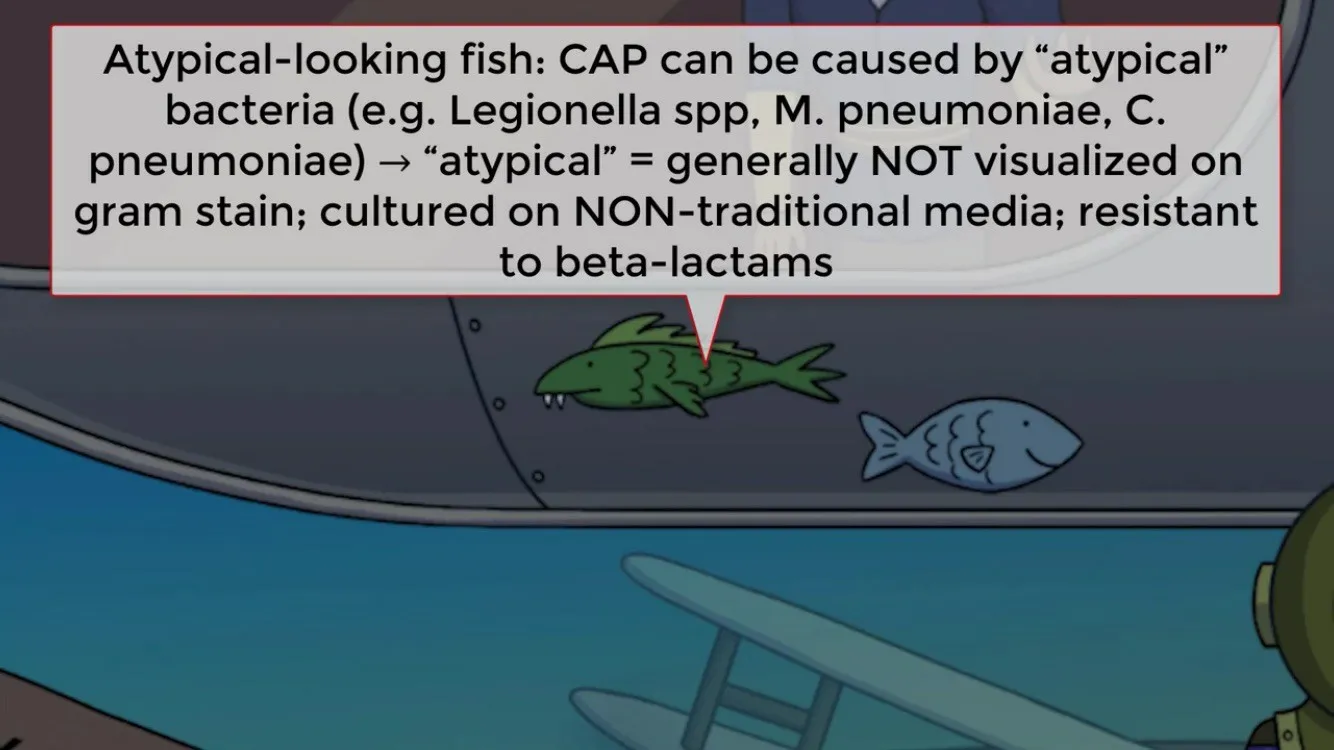 Atypical-looking fish: CAP can be caused by “atypical”
bacteria (e.g. Legionella spp, M. pneumoniae, C.
pneumoniae) → “atypical” = generally NOT visualized on
gram stain; cultured on NON-traditional media; resistant
to beta-lactams